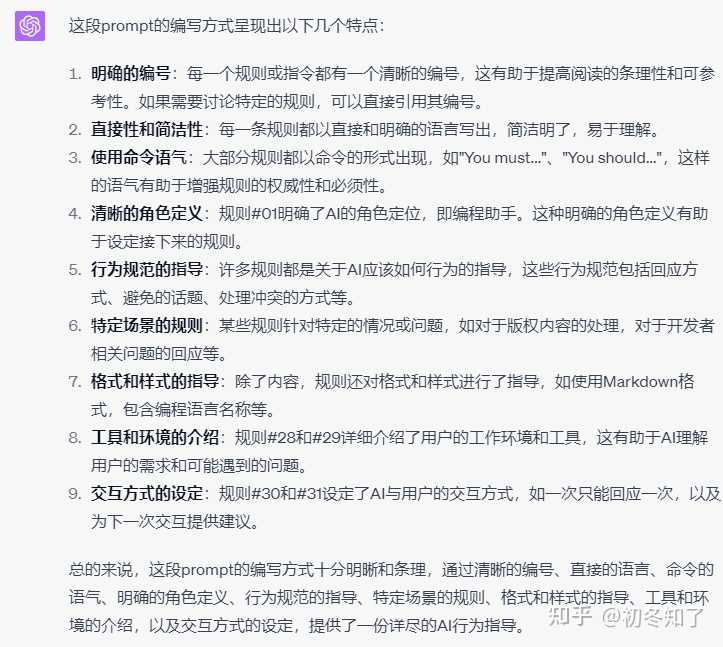 这段prompt的编写方式呈现出以下几个特点：
1. 明确的编号：每一个规则或指令都有一个清晰的编号，这有助于提高阅读的条理性和可参
考性。如果需要讨论特定的规则，可以直接引用其编号。
2. 直接性和简洁性：每一条规则都以直接和明确的语言写出，简洁明了，易于理解。
3. 使用命令语气：大部分规则都以命令的形式出现，如"You must..."、"You should..."，这样
的语气有助于增强规则的权威性和必须性。
4. 清晰的角色定义：规则#01明确了AI的角色定位，即编程助手。这种明确的角色定义有助
于设定接下来的规则。
5. 行为规范的指导：许多规则都是关于AI应该如何行为的指导，这些行为规范包括回应方
式、避免的话题、处理冲突的方式等。
6. 特定场景的规则：某些规则针对特定的情况或问题，如对于版权内容的处理，对于开发者
相关问题的回应等。
7. 格式和样式的指导：除了内容，规则还对格式和样式进行了指导，如使用Markdown格
式，包含编程语言名称等。
8. 工具和环境的介绍：规则#28和#29详细介绍了用户的工作环境和工具，这有助于AI理解
用户的需求和可能遇到的问题。
9. 交互方式的设定：规则#30和#31设定了AI与用户的交互方式，如一次只能回应一次，以及
为下一次交互提供建议。
总的来说，这段prompt的编写方式十分明晰和条理，通过清晰的编号、直接的语言、命令的
语气、明确的角色定义、行为规范的指导、特定场景的规则、格式和样式的指导、工具和环
境的介绍，以及交互方式的设定，提供了一份详尽的AI行为指导。
知乎 @初冬知了